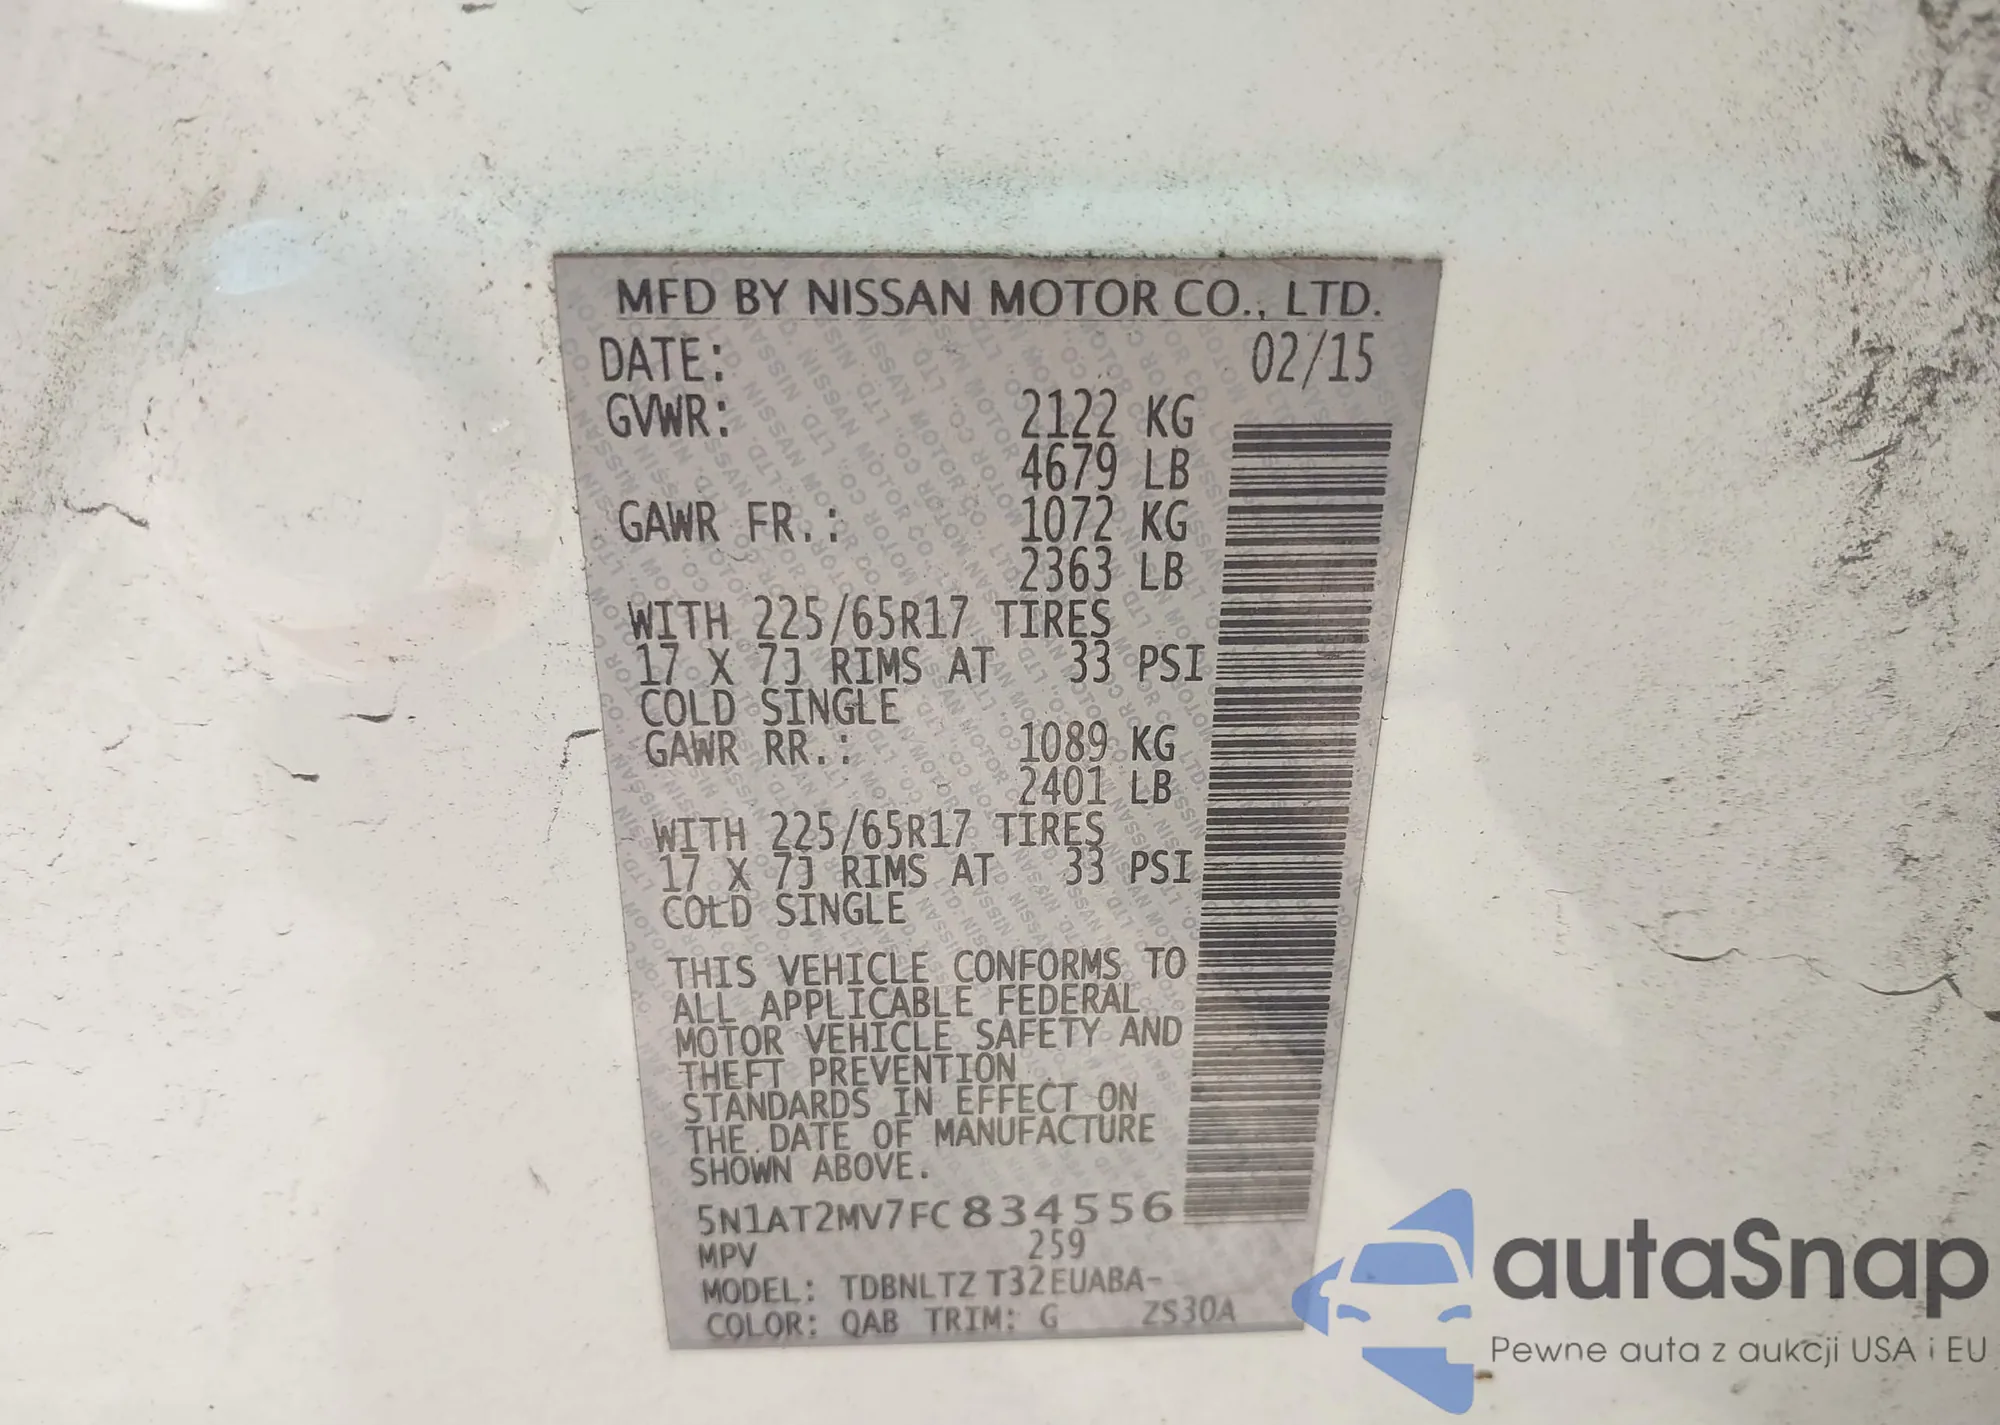 MFD BY NISSAN MOTOR CO., LTD.
DATE: 02/15
GVWR: 2122 KG
4679 LB
GAWR FR.: 1072 KG
2363 LB
WITH 225/65R17 TIRES
17 X 7J RIMS AT 33 PSI
COLD SINGLE
GAWR RR.: 1089 KG
2401 LB
WITH 225/65R17 TIRES
17 X 7J RIMS AT 33 PSI
COLD SINGLE
THIS VEHICLE CONFORMS TO
ALL APPLICABLE FEDERAL
MOTOR VEHICLE SAFETY AND
THEFT PREVENTION
STANDARDS IN EFFECT ON
THE DATE OF MANUFACTURE
SHOWN ABOVE.
5N1AT2MV7FC834556
MPV 259
MODEL: TDBNLTZ T32EUABA-
COLOR: QAB TRIM: G ZS30A
autaSnap
Pewne auta z aukcji USA i EU